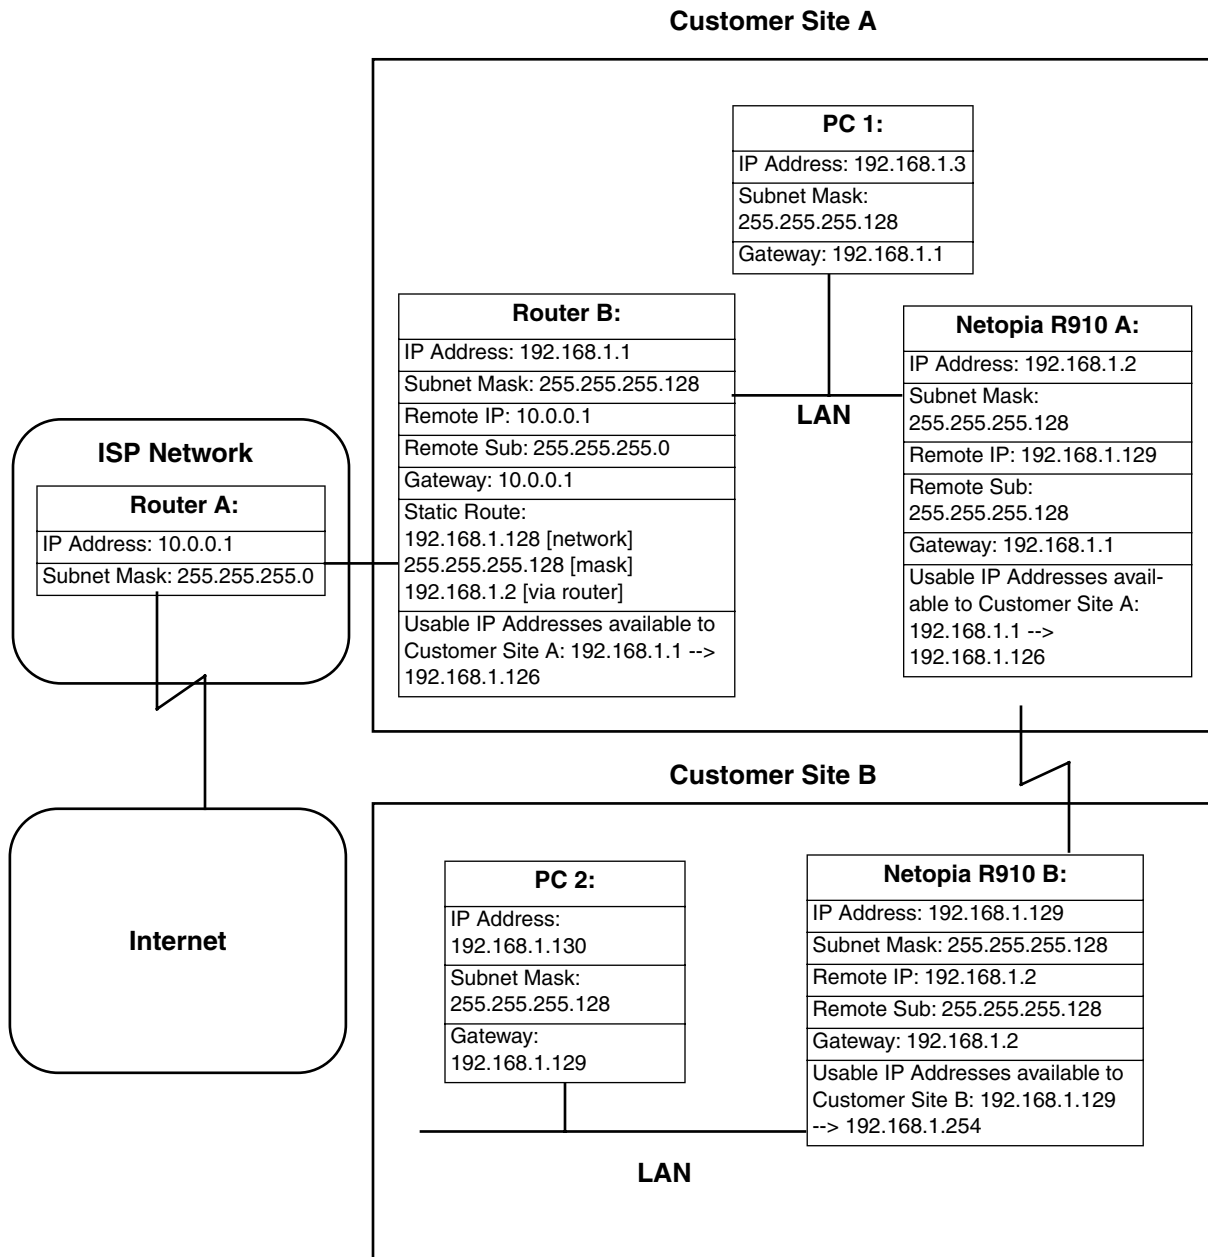 Customer Site A
PC 1:
IP Address: 192.168.1.3
Subnet Mask:
255.255.255.128
Gateway: 192.168.1.1
Router B:
IP Address: 192.168.1.1
Subnet Mask: 255.255.255.128
Remote IP: 10.0.0.1
Remote Sub: 255.255.255.0
Gateway: 10.0.0.1
Static Route:
192.168.1.128 [network]
255.255.255.128 [mask]
192.168.1.2 [via router]
Usable IP Addresses available to
Customer Site A: 192.168.1.1 -->
192.168.1.126
LAN
Netopia R910 A:
IP Address: 192.168.1.2
Subnet Mask:
255.255.255.128
Remote IP: 192.168.1.129
Remote Sub:
255.255.255.128
Gateway: 192.168.1.1
Usable IP Addresses avail-
able to Customer Site A:
192.168.1.1 -->
192.168.1.126
ISP Network
Router A:
IP Address: 10.0.0.1
Subnet Mask: 255.255.255.0
Internet
Customer Site B
PC 2:
IP Address:
192.168.1.130
Subnet Mask:
255.255.255.128
Gateway:
192.168.1.129
Netopia R910 B:
IP Address: 192.168.1.129
Subnet Mask: 255.255.255.128
Remote IP: 192.168.1.2
Remote Sub: 255.255.255.128
Gateway: 192.168.1.2
Usable IP Addresses available to
Customer Site B: 192.168.1.129
--> 192.168.1.254
LAN